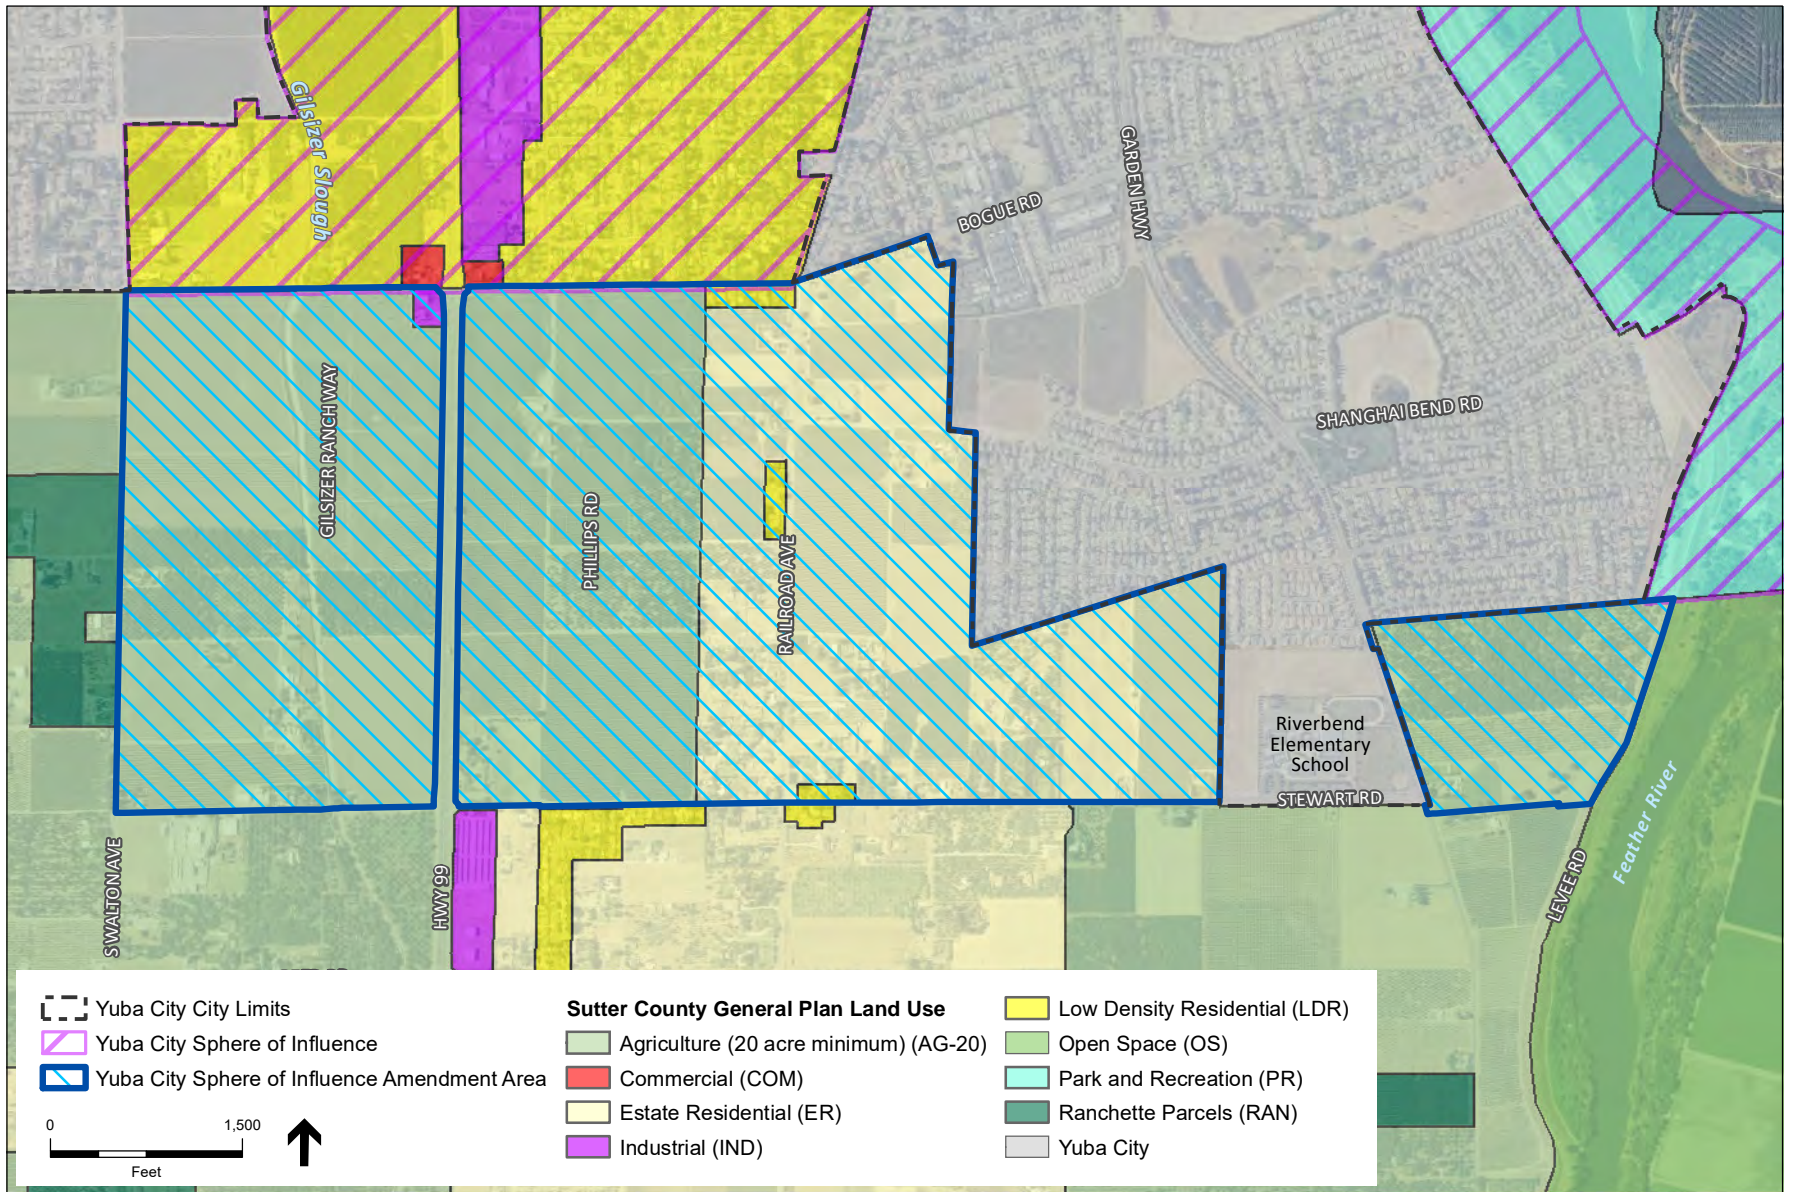 Gilsizer Slough
GARDEN HWY
BOGUE RD
SHANGHAI BEND RD
GILSIZER RANCH WAY
PHILLIPS RD
RAILROAD AVE
Riverbend
Elementary
School
STEWART RD
Feather River
LEVEE RD
S WALTON AVE
HWY 99
Yuba City City Limits
Yuba City Sphere of Influence
Yuba City Sphere of Influence Amendment Area
0 1,500
Feet
Sutter County General Plan Land Use
Agriculture (20 acre minimum) (AG-20)
Commercial (COM)
Estate Residential (ER)
Industrial (IND)
Low Density Residential (LDR)
Open Space (OS)
Park and Recreation (PR)
Ranchette Parcels (RAN)
Yuba City